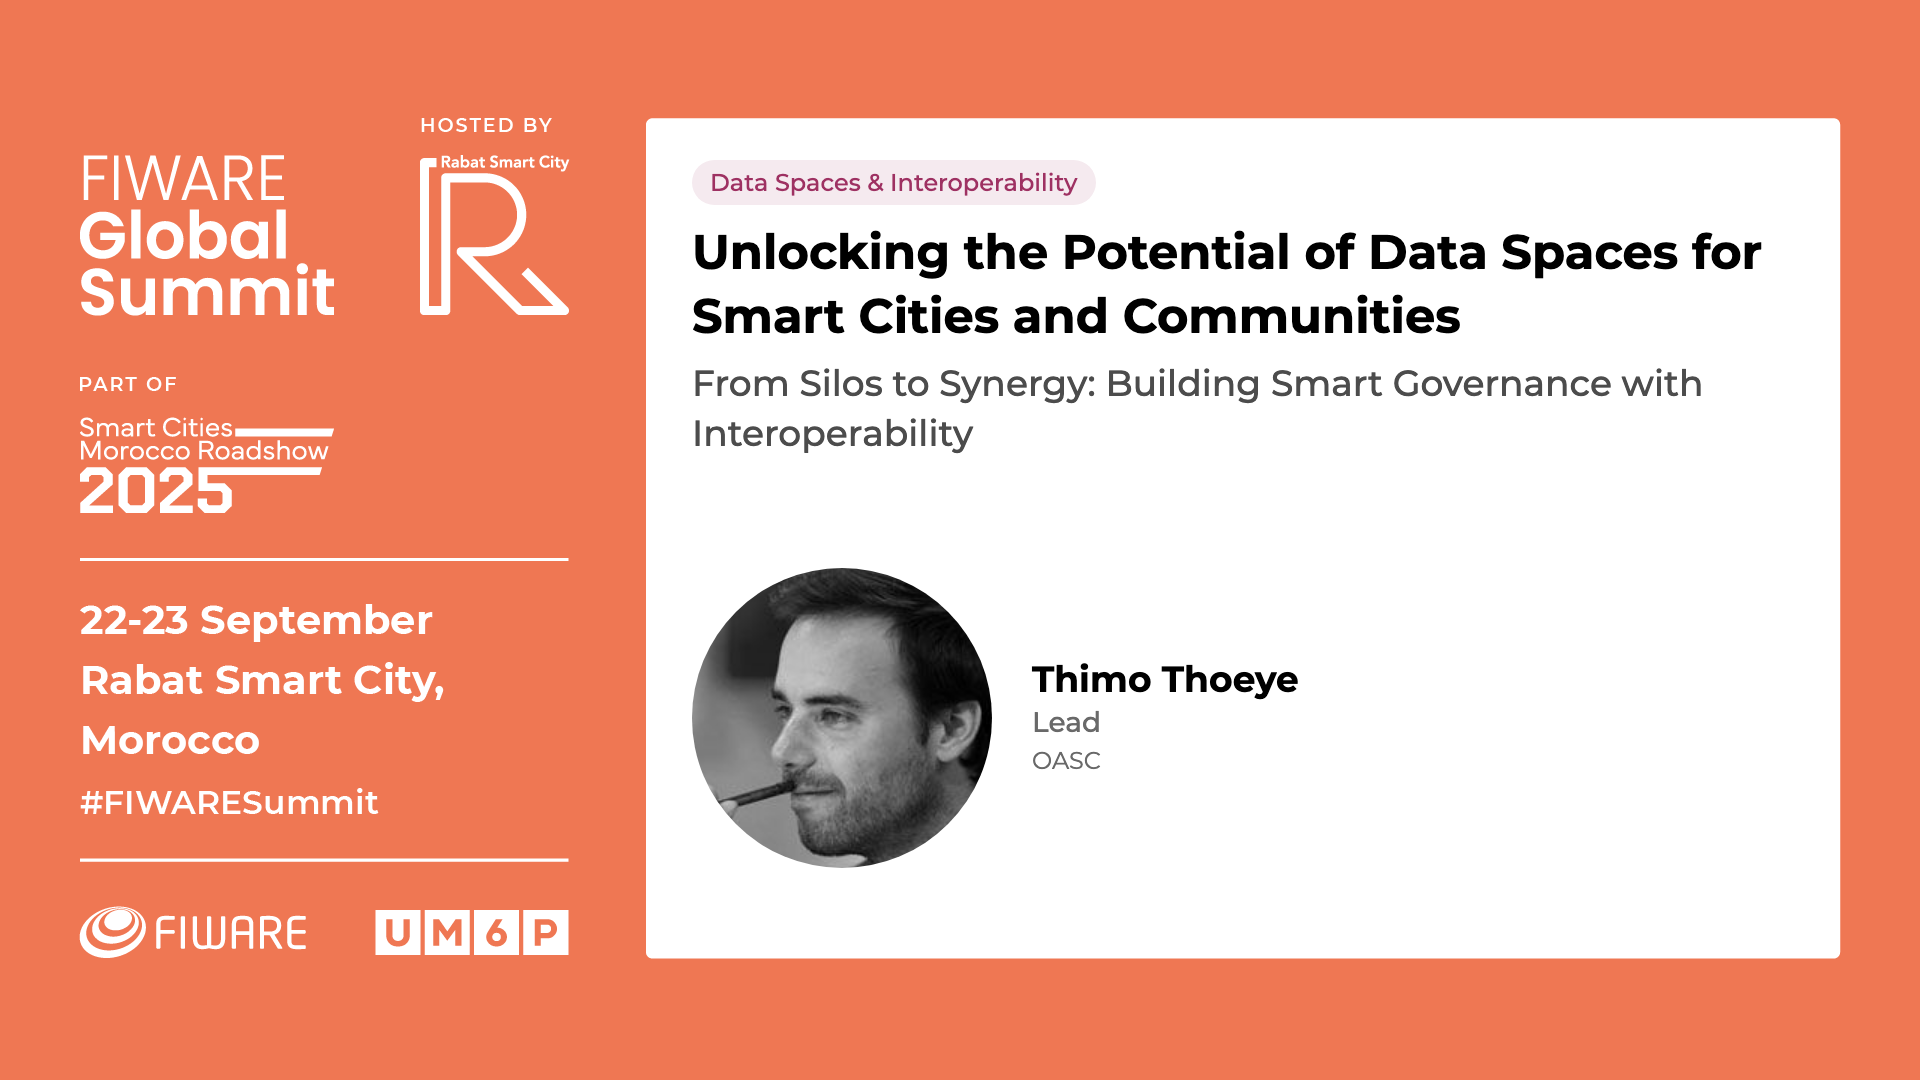 HOSTED BY
FIWARE
Global
Summit
Rabat Smart City
R
PART OF
Smart Cities
Morocco Roadshow
2025
22-23 September
Rabat Smart City,
Morocco
#FIWARESummit
FIWARE
UM6P
Data Spaces & Interoperability
Unlocking the Potential of Data Spaces for
Smart Cities and Communities
From Silos to Synergy: Building Smart Governance with
Interoperability
Thimo Thoeye
Lead
OASC